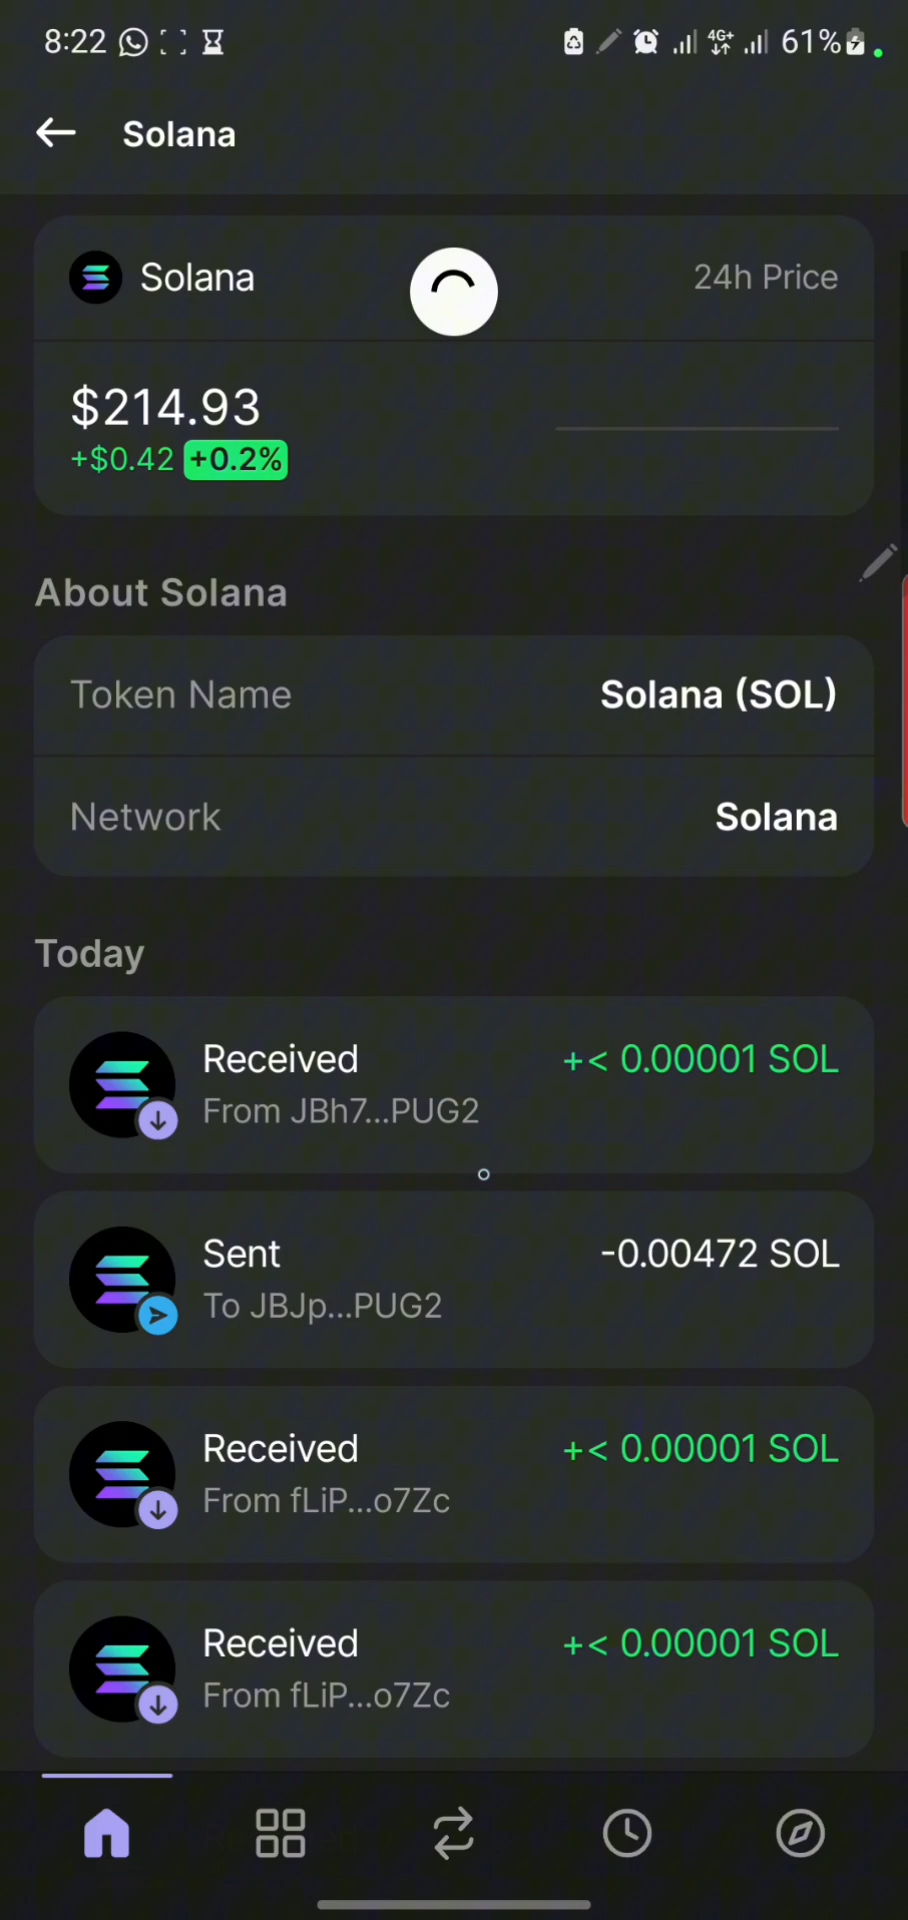 8:22
4G+
61%
Solana
Solana
24h Price
$214.93
+$0.42 +0.2%
About Solana
Token Name
Solana (SOL)
Network
Solana
Today
Received
+< 0.00001 SOL
From JBh7...PUG2
Sent
-0.00472 SOL
To JBJp...PUG2
Received
+< 0.00001 SOL
From fLiP...o7Zc
Received
+< 0.00001 SOL
From fLiP...o7Zc